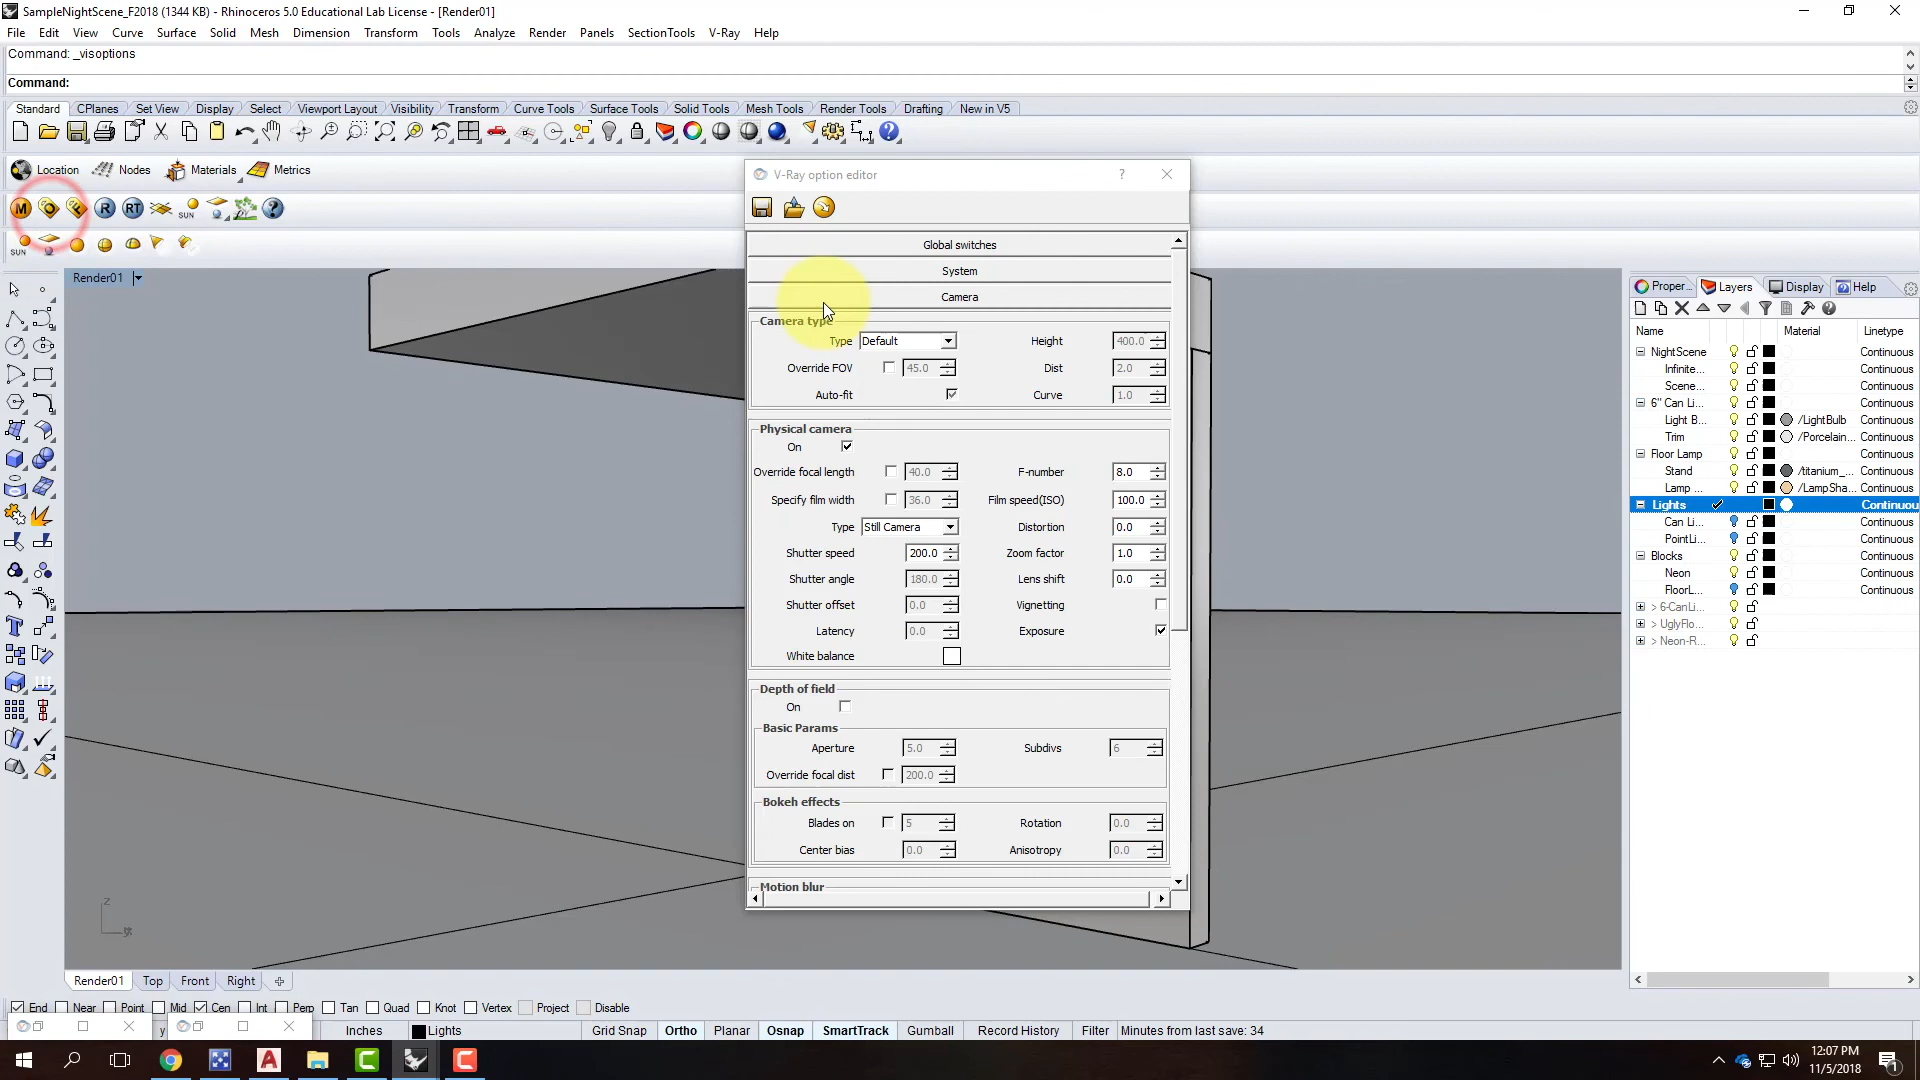 SampleNightScene_F2018 (1344 KB) - Rhinoceros 5.0 Educational Lab License - [Render01]
File Edit View Curve Surface Solid Mesh Dimension Transform Tools Analyze Render Panels SectionTools V-Ray Help
Command: _visoptions
Command:
Standard CPlanes Set View Display Select Viewport Layout Visibility Transform Curve Tools Surface Tools Solid Tools Mesh Tools Render Tools Drafting New in V5
Location Nodes Materials Metrics
M O F R RT SUN ?
SUN
V-Ray option editor ?
Global switches
System
Camera
Camera type
Type Default Height 400.0
Override FOV 45.0 Dist 2.0
Auto-fit Curve 1.0
Physical camera
On
Override focal length 40.0 F-number 8.0
Specify film width 36.0 Film speed(ISO) 100.0
Type Still Camera Distortion 0.0
Shutter speed 200.0 Zoom factor 1.0
Shutter angle 180.0 Lens shift 0.0
Shutter offset 0.0 Vignetting
Latency 0.0 Exposure
White balance
Depth of field
On
Basic Params
Aperture 5.0 Subdivs 6
Override focal dist 200.0
Bokeh effects
Blades on 5 Rotation 0.0
Center bias 0.0 Anisotropy 0.0
Motion blur
Render01
Proper... Layers Display Help
Name Material Linetype
NightScene Continuous
Infinite... Continuous
Scene... Continuous
6" Can Li... Continuous
Light B... /LightBulb Continuous
Trim /Porcelain... Continuous
Floor Lamp Continuous
Stand /titanium_... Continuous
Lamp ... /LampSha... Continuous
Lights Continuou
Can Li... Continuous
PointLi... Continuous
Blocks Continuous
Neon Continuous
FloorL... Continuous
> 6-CanLi...
> UglyFlo...
> Neon-R...
z
Render01 Top Front Right
End Near Point Mid Cen Int Perp Tan Quad Knot Vertex Project Disable
y Inches Lights Grid Snap Ortho Planar Osnap SmartTrack Gumball Record History Filter Minutes from last save: 34
12:07 PM
11/5/2018
1